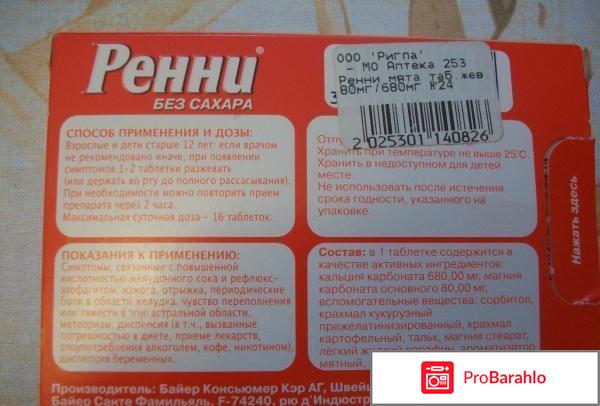 Ренни®
БЕЗ САХАРА
ООО 'Ригла'
- МО Аптека 253
Ренни мята таб.жев.
80мг/680мг №24
2 025301 140826
СПОСОБ ПРИМЕНЕНИЯ И ДОЗЫ:
Взрослые и дети старше 12 лет: если врачом
не рекомендовано иначе, при появлении
симптомов 1-2 таблетки разжевать
(или держать во рту до полного рассасывания).
При необходимости можно повторить прием
препарата через 2 часа.
Максимальная суточная доза - 16 таблеток.
Хранить при температуре не выше 25°C.
Хранить в недоступном для детей
месте.
Не использовать после истечения
срока годности, указанного на
упаковке.
Нажать здесь
ПОКАЗАНИЯ К ПРИМЕНЕНИЮ:
Симптомы, связанные с повышенной
кислотностью желудочного сока и рефлюкс-
эзофагитом: изжога, отрыжка, периодические
боли в области желудка, чувство переполнения
или тяжести в эпигастральной области,
метеоризм, диспепсия (в т.ч., вызванные
погрешностью в диете, приеме лекарств,
злоупотребления алкоголем, кофе, никотином),
диспепсия беременных.
Состав: в 1 таблетке содержится в
качестве активных ингредиентов:
кальция карбоната 680,00 мг, магния
карбоната основного 80,00 мг,
вспомогательные вещества: сорбитол,
крахмал кукурузный
прежелатинизированный, крахмал
картофельный, тальк, магния стеарат,
легкий жидкий парафин, ароматизатор
мятный,
Производитель: Байер Консьюмер Кэр АГ,
Байер Санте Фамильяль, F-74240, рю
ProBarahlo